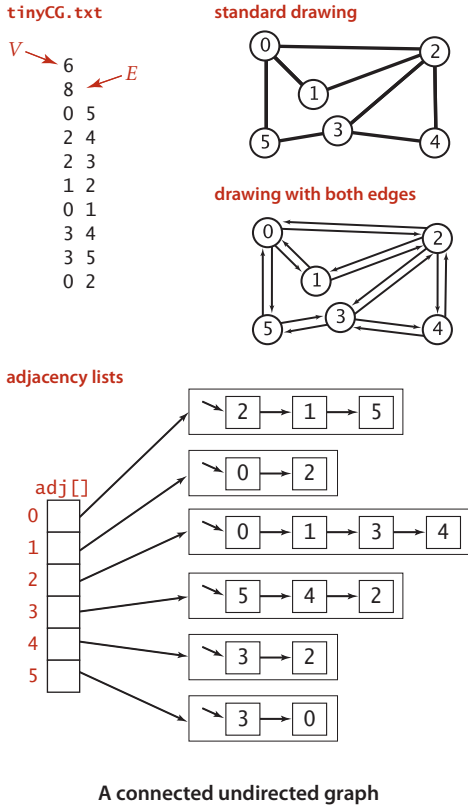 tinyCG.txt
V
6
8
E
0 5
2 4
2 3
1 2
0 1
3 4
3 5
0 2
standard drawing
0
2
1
3
5
4
drawing with both edges
0
2
1
3
5
4
adjacency lists
adj[]
0
1
2
3
4
5
2 1 5
0 2
0 1 3 4
5 4 2
3 2
3 0
A connected undirected graph